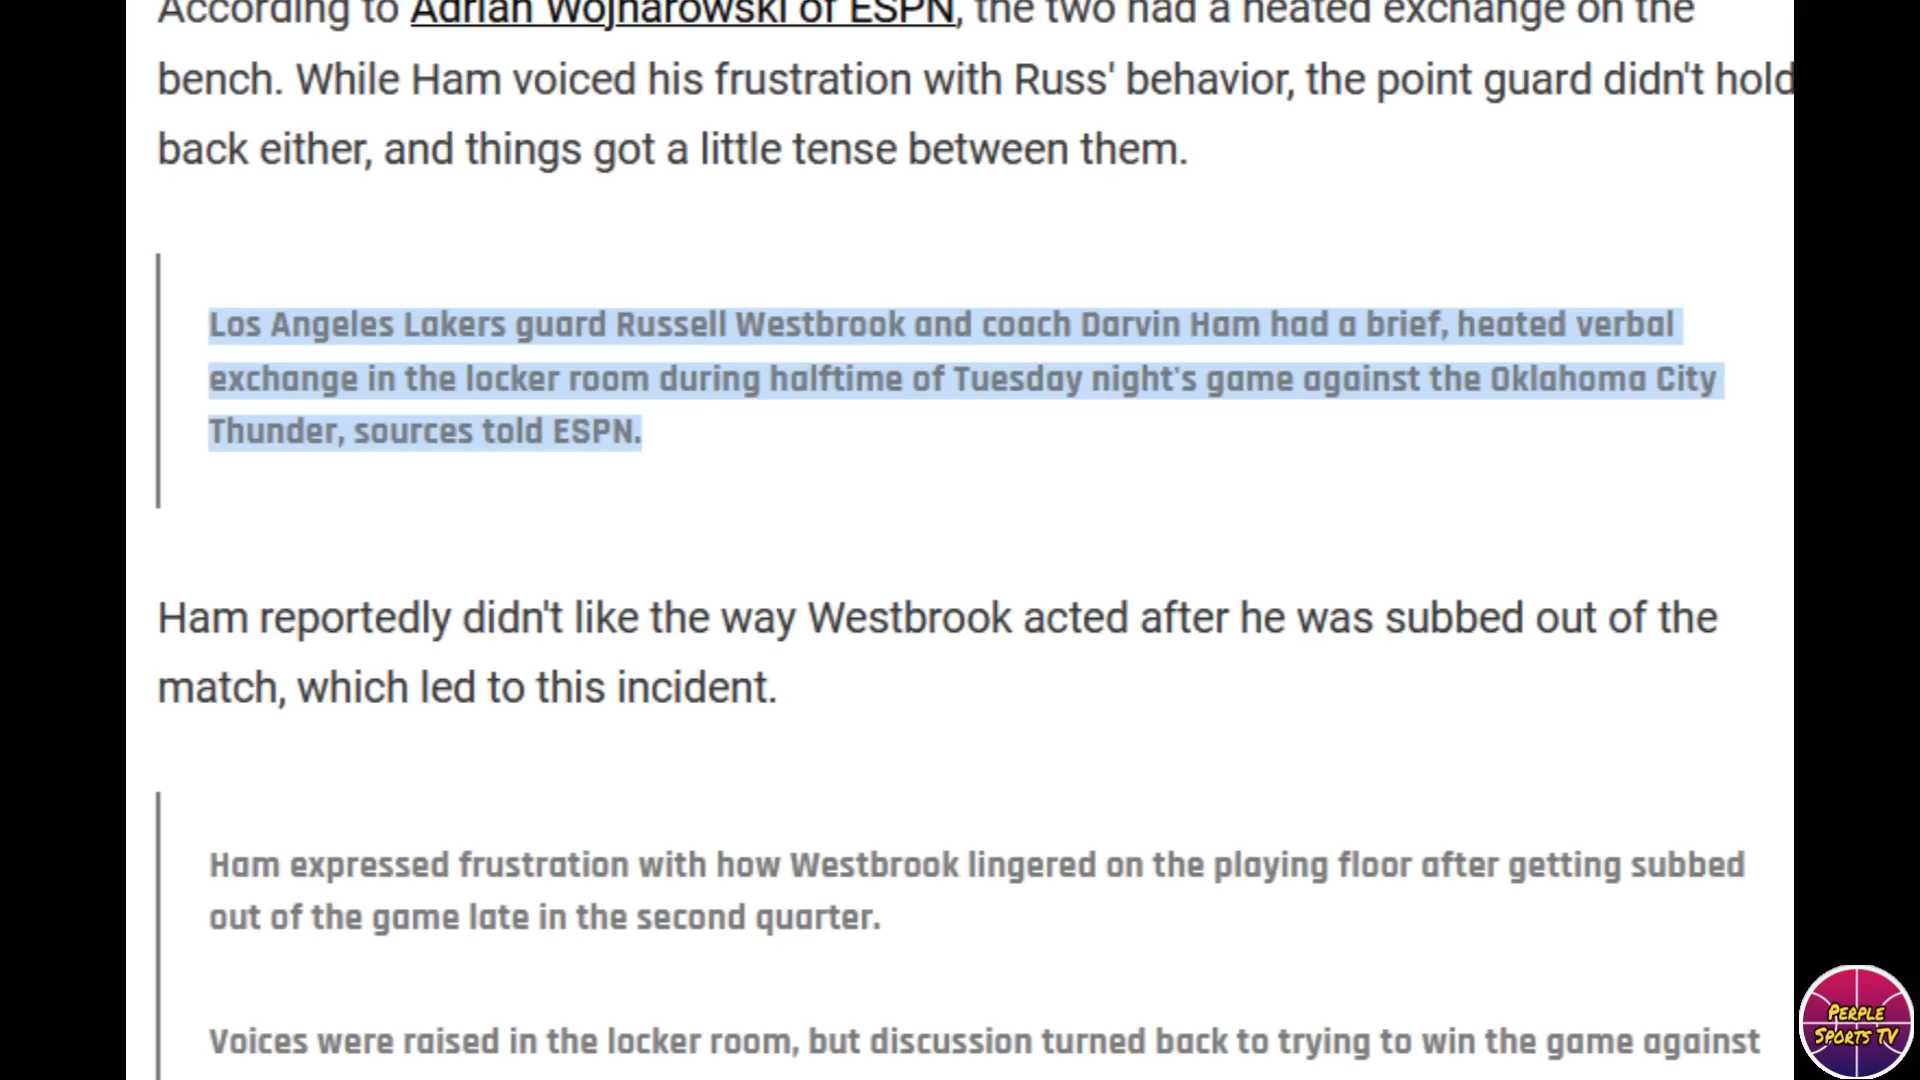 According to Adrian Wojnarowski of ESPN, the two had a heated exchange on the
bench. While Ham voiced his frustration with Russ' behavior, the point guard didn't hold
back either, and things got a little tense between them.
Los Angeles Lakers guard Russell Westbrook and coach Darvin Ham had a brief, heated verbal
exchange in the locker room during halftime of Tuesday night's game against the Oklahoma City
Thunder, sources told ESPN.
Ham reportedly didn't like the way Westbrook acted after he was subbed out of the
match, which led to this incident.
Ham expressed frustration with how Westbrook lingered on the playing floor after getting subbed
out of the game late in the second quarter.
Voices were raised in the locker room, but discussion turned back to trying to win the game against
PERPLE
SPORTS TV